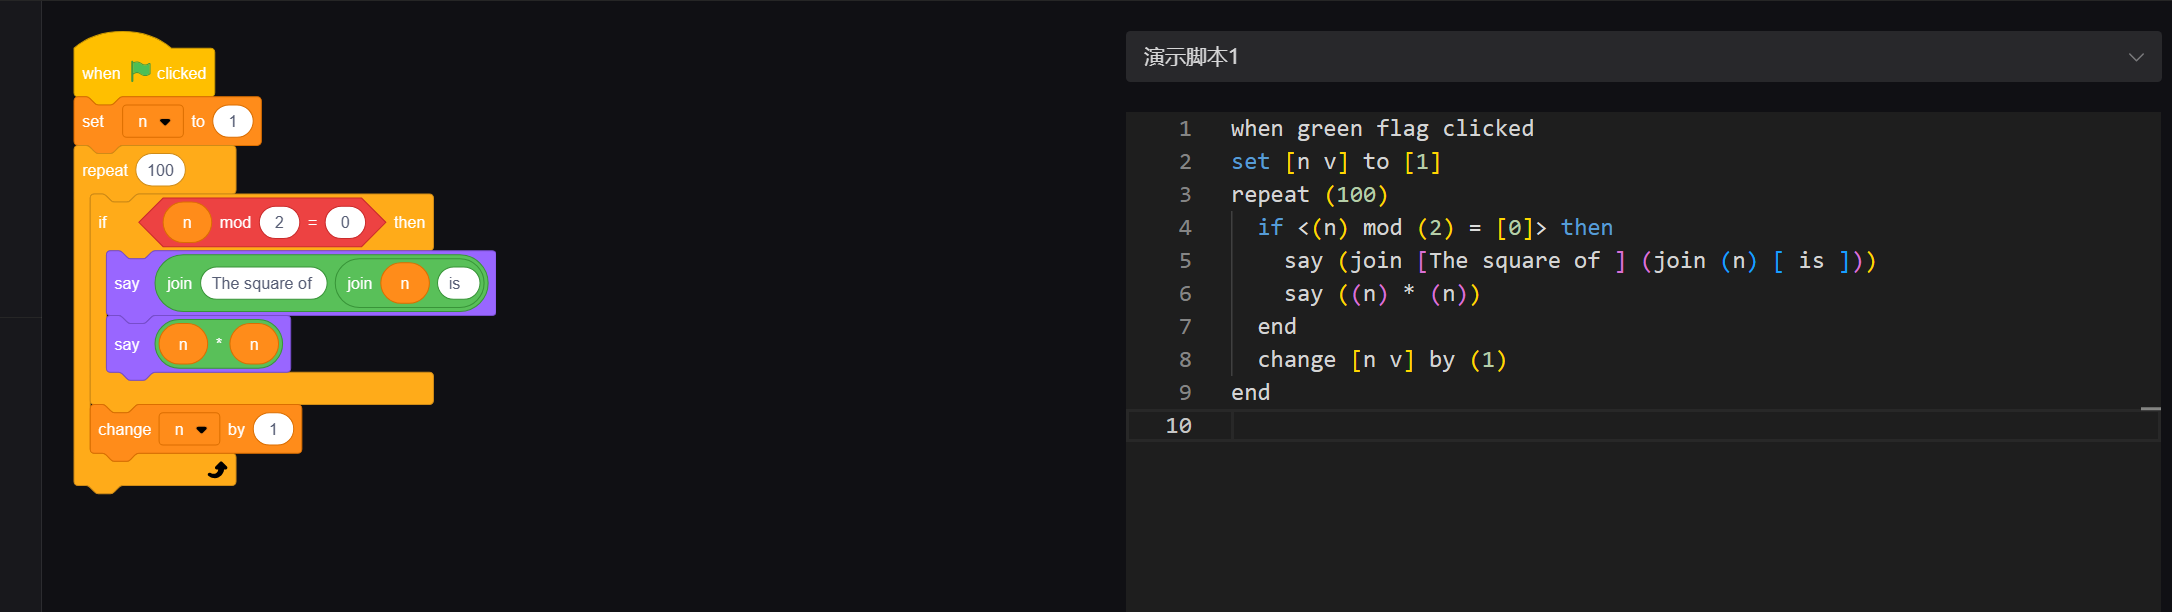 when clicked
set n to 1
repeat 100
if n mod 2 = 0 then
say join The square of join n is
say n * n
change n by 1
演示脚本1
1 when green flag clicked
2 set [n v] to [1]
3 repeat (100)
4 if <(n) mod (2) = [0]> then
5 say (join [The square of ] (join (n) [ is ]))
6 say ((n) * (n))
7 end
8 change [n v] by (1)
9 end
10